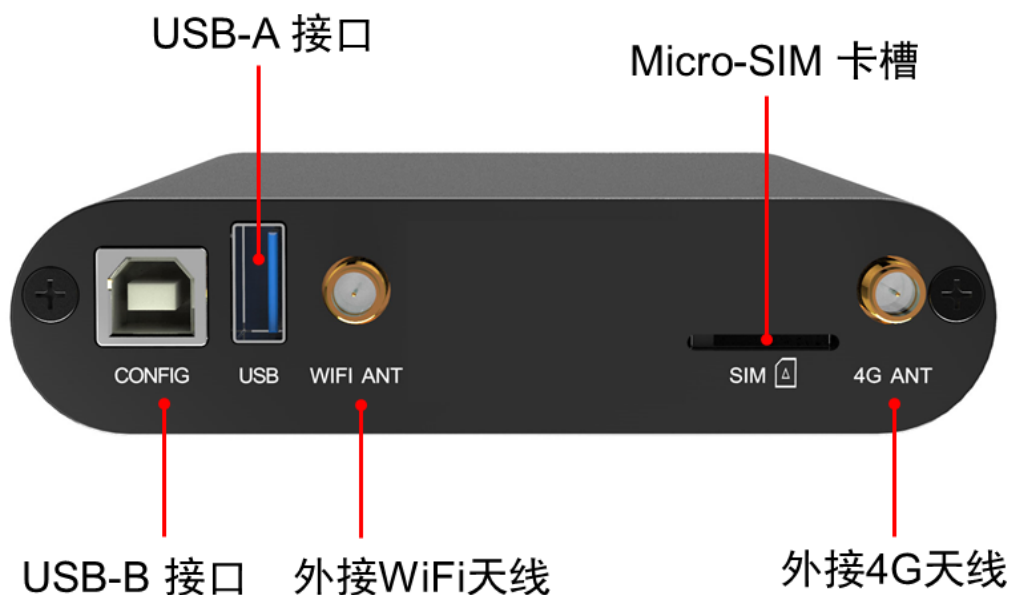 USB-A 接口
Micro-SIM 卡槽
CONFIG
USB
WIFI ANT
SIM
4G ANT
USB-B 接口
外接WiFi天线
外接4G天线